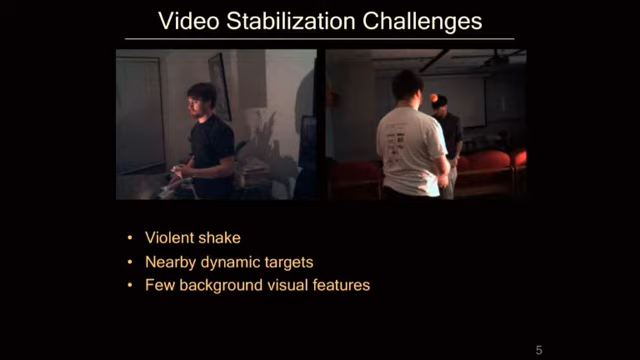 Video Stabilization Challenges
• Violent shake
• Nearby dynamic targets
• Few background visual features
5